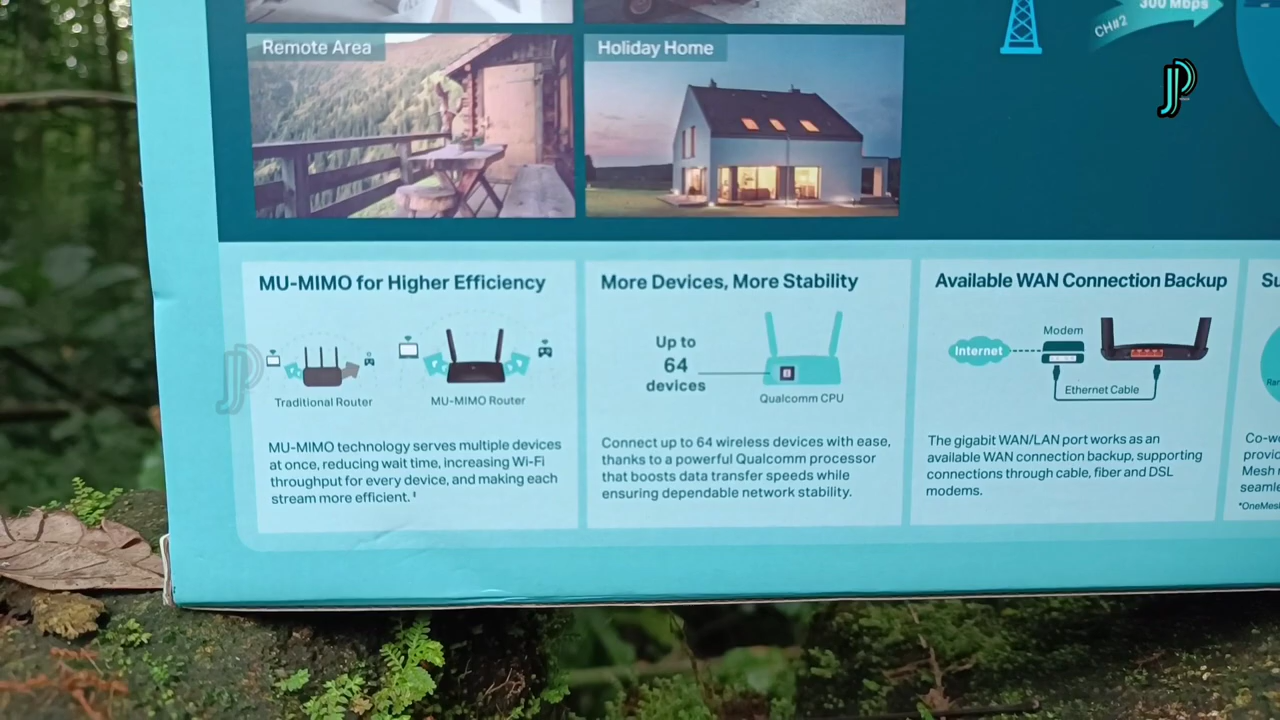 Remote Area
Holiday Home
CH#2
300 Mbps
MU-MIMO for Higher Efficiency
Traditional Router
MU-MIMO Router
MU-MIMO technology serves multiple devices
at once, reducing wait time, increasing Wi-Fi
throughput for every device, and making each
stream more efficient.‡
More Devices, More Stability
Up to
64
devices
Qualcomm CPU
Connect up to 64 wireless devices with ease,
thanks to a powerful Qualcomm processor
that boosts data transfer speeds while
ensuring dependable network stability.
Available WAN Connection Backup
Internet
Modem
Ethernet Cable
The gigabit WAN/LAN port works as an
available WAN connection backup, supporting
connections through cable, fiber and DSL
modems.
Su
Ran
Co-wo
provid
Mesh
seamle
*OneMesh